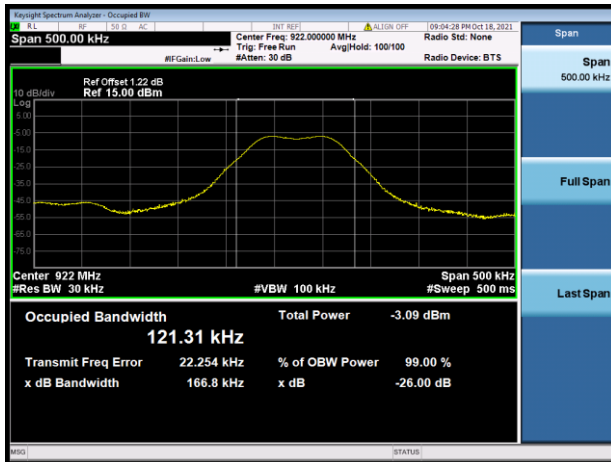 Keysight Spectrum Analyzer - Occupied BW
RL RF 50 Ω AC INT REF ALIGN OFF 09:04:28 PM Oct 18, 2021
Span 500.00 kHz
Center Freq: 922.000000 MHz
Radio Std: None
Trig: Free Run Avg|Hold: 100/100
#IFGain:Low #Atten: 30 dB Radio Device: BTS
Span
Span
500.00 kHz
Full Span
Last Span
Ref Offset 1.22 dB
10 dB/div Ref 15.00 dBm
Log
5.00
-5.00
-15.0
-25.0
-35.0
-45.0
-55.0
-65.0
-75.0
Center 922 MHz Span 500 kHz
#Res BW 30 kHz #VBW 100 kHz #Sweep 500 ms
Occupied Bandwidth Total Power -3.09 dBm
121.31 kHz
Transmit Freq Error 22.254 kHz % of OBW Power 99.00 %
x dB Bandwidth 166.8 kHz x dB -26.00 dB
MSG STATUS